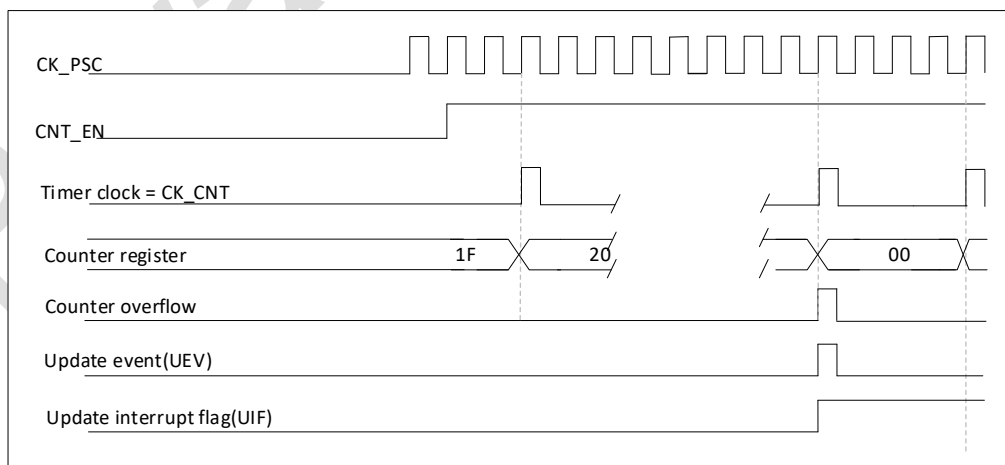 CK_PSC
CNT_EN
Timer clock = CK_CNT
Counter register 1F 20 00
Counter overflow
Update event(UEV)
Update interrupt flag(UIF)